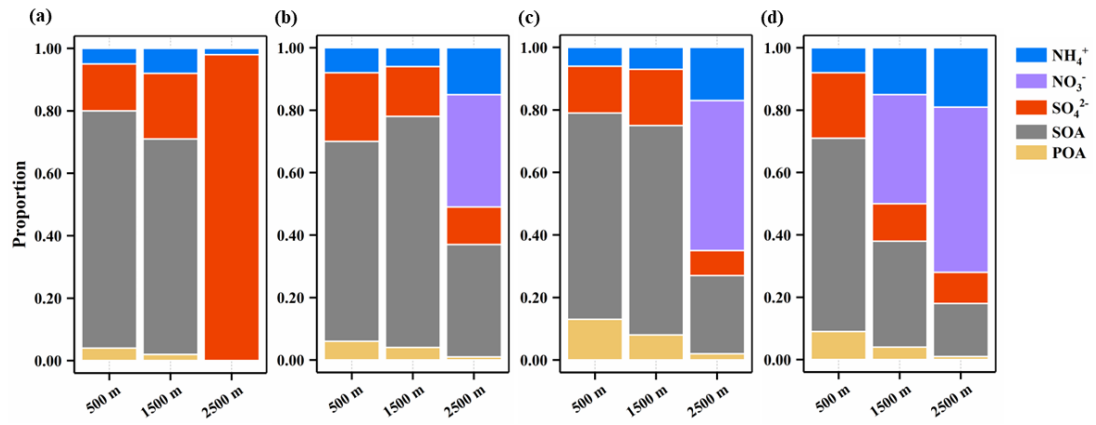 (a) (b) (c) (d)
1.00 1.00 1.00 1.00
0.80 0.80 0.80 0.80
0.60 0.60 0.60 0.60
0.40 0.40 0.40 0.40
0.20 0.20 0.20 0.20
0.00 0.00 0.00 0.00
Proportion
500 m 1500 m 2500 m 500 m 1500 m 2500 m 500 m 1500 m 2500 m 500 m 1500 m 2500 m
NH₄⁺
NO₃⁻
SO₄²⁻
SOA
POA